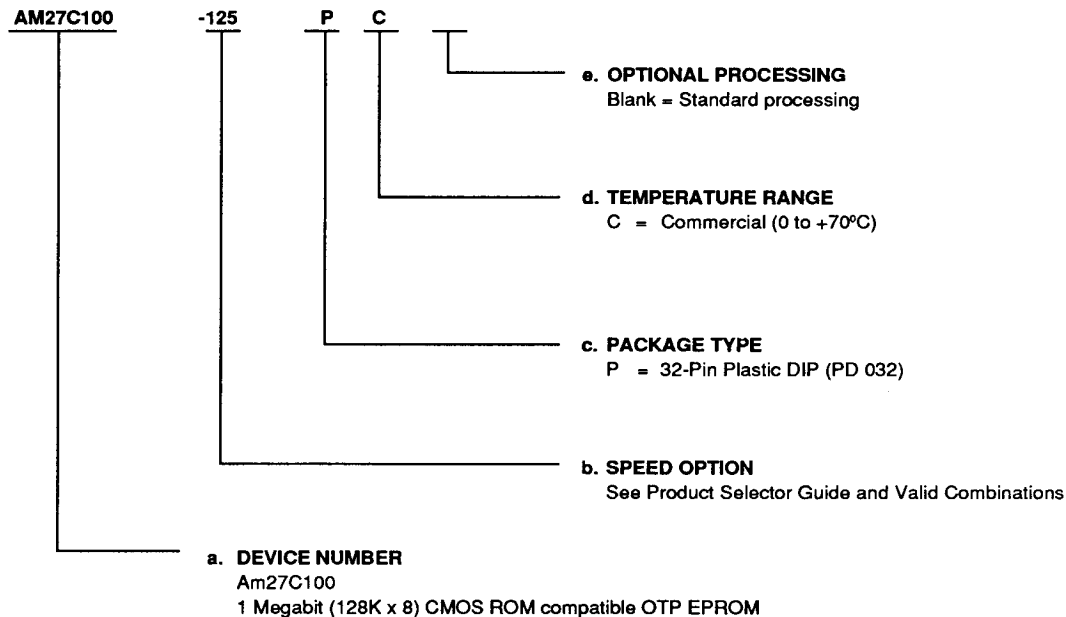 AM27C100 -125 P C
e. OPTIONAL PROCESSING
Blank = Standard processing
d. TEMPERATURE RANGE
C = Commercial (0 to +70ºC)
c. PACKAGE TYPE
P = 32-Pin Plastic DIP (PD 032)
b. SPEED OPTION
See Product Selector Guide and Valid Combinations
a. DEVICE NUMBER
Am27C100
1 Megabit (128K x 8) CMOS ROM compatible OTP EPROM